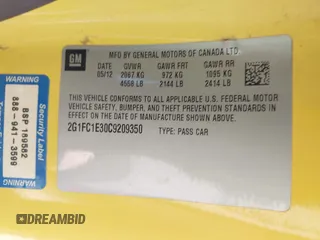 GM
MFD BY GENERAL MOTORS OF CANADA LTD
05/12 GVWR GAWR FRT GAWR RR
2067 KG 972 KG 1095 KG
4556 LB 2144 LB 2414 LB
THIS VEHICLE CONFORMS TO ALL APPLICABLE U.S. FEDERAL MOTOR
VEHICLE SAFETY, BUMPER, AND THEFT PREVENTION STANDARDS IN
EFFECT ON THE DATE OF MANUFACTURE SHOWN ABOVE.
2G1FC1E30C9209350 TYPE: PASS CAR
WARNING
Security Label
BSP 189582
888-941-3599
WARNING
DREAMBID